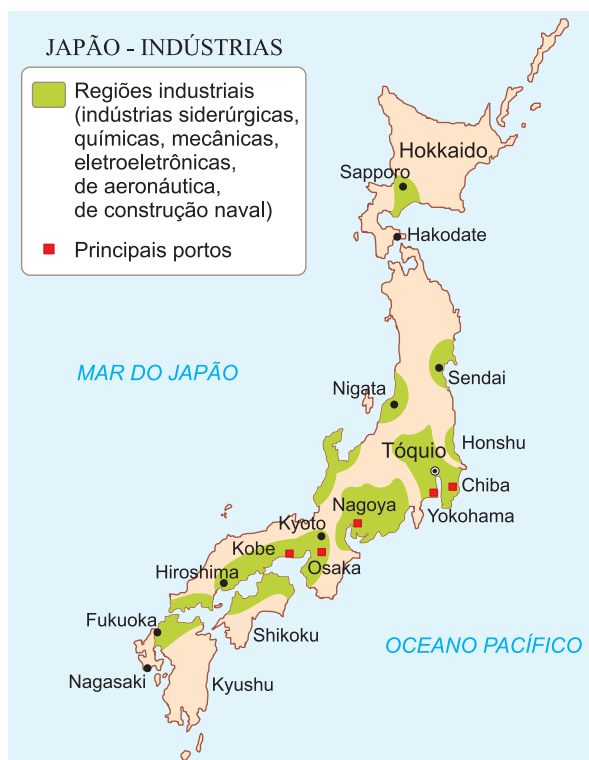 JAPÃO - INDÚSTRIAS
Regiões industriais
(indústrias siderúrgicas,
químicas, mecânicas,
eletroeletrônicas,
de aeronáutica,
de construção naval)
Principais portos
Hokkaido
Sapporo
Hakodate
MAR DO JAPÃO
Sendai
Nigata
Honshu
Tóquio
Chiba
Nagoya
Yokohama
Kyoto
Kobe
Osaka
Hiroshima
Fukuoka
Shikoku
OCEANO PACÍFICO
Nagasaki
Kyushu